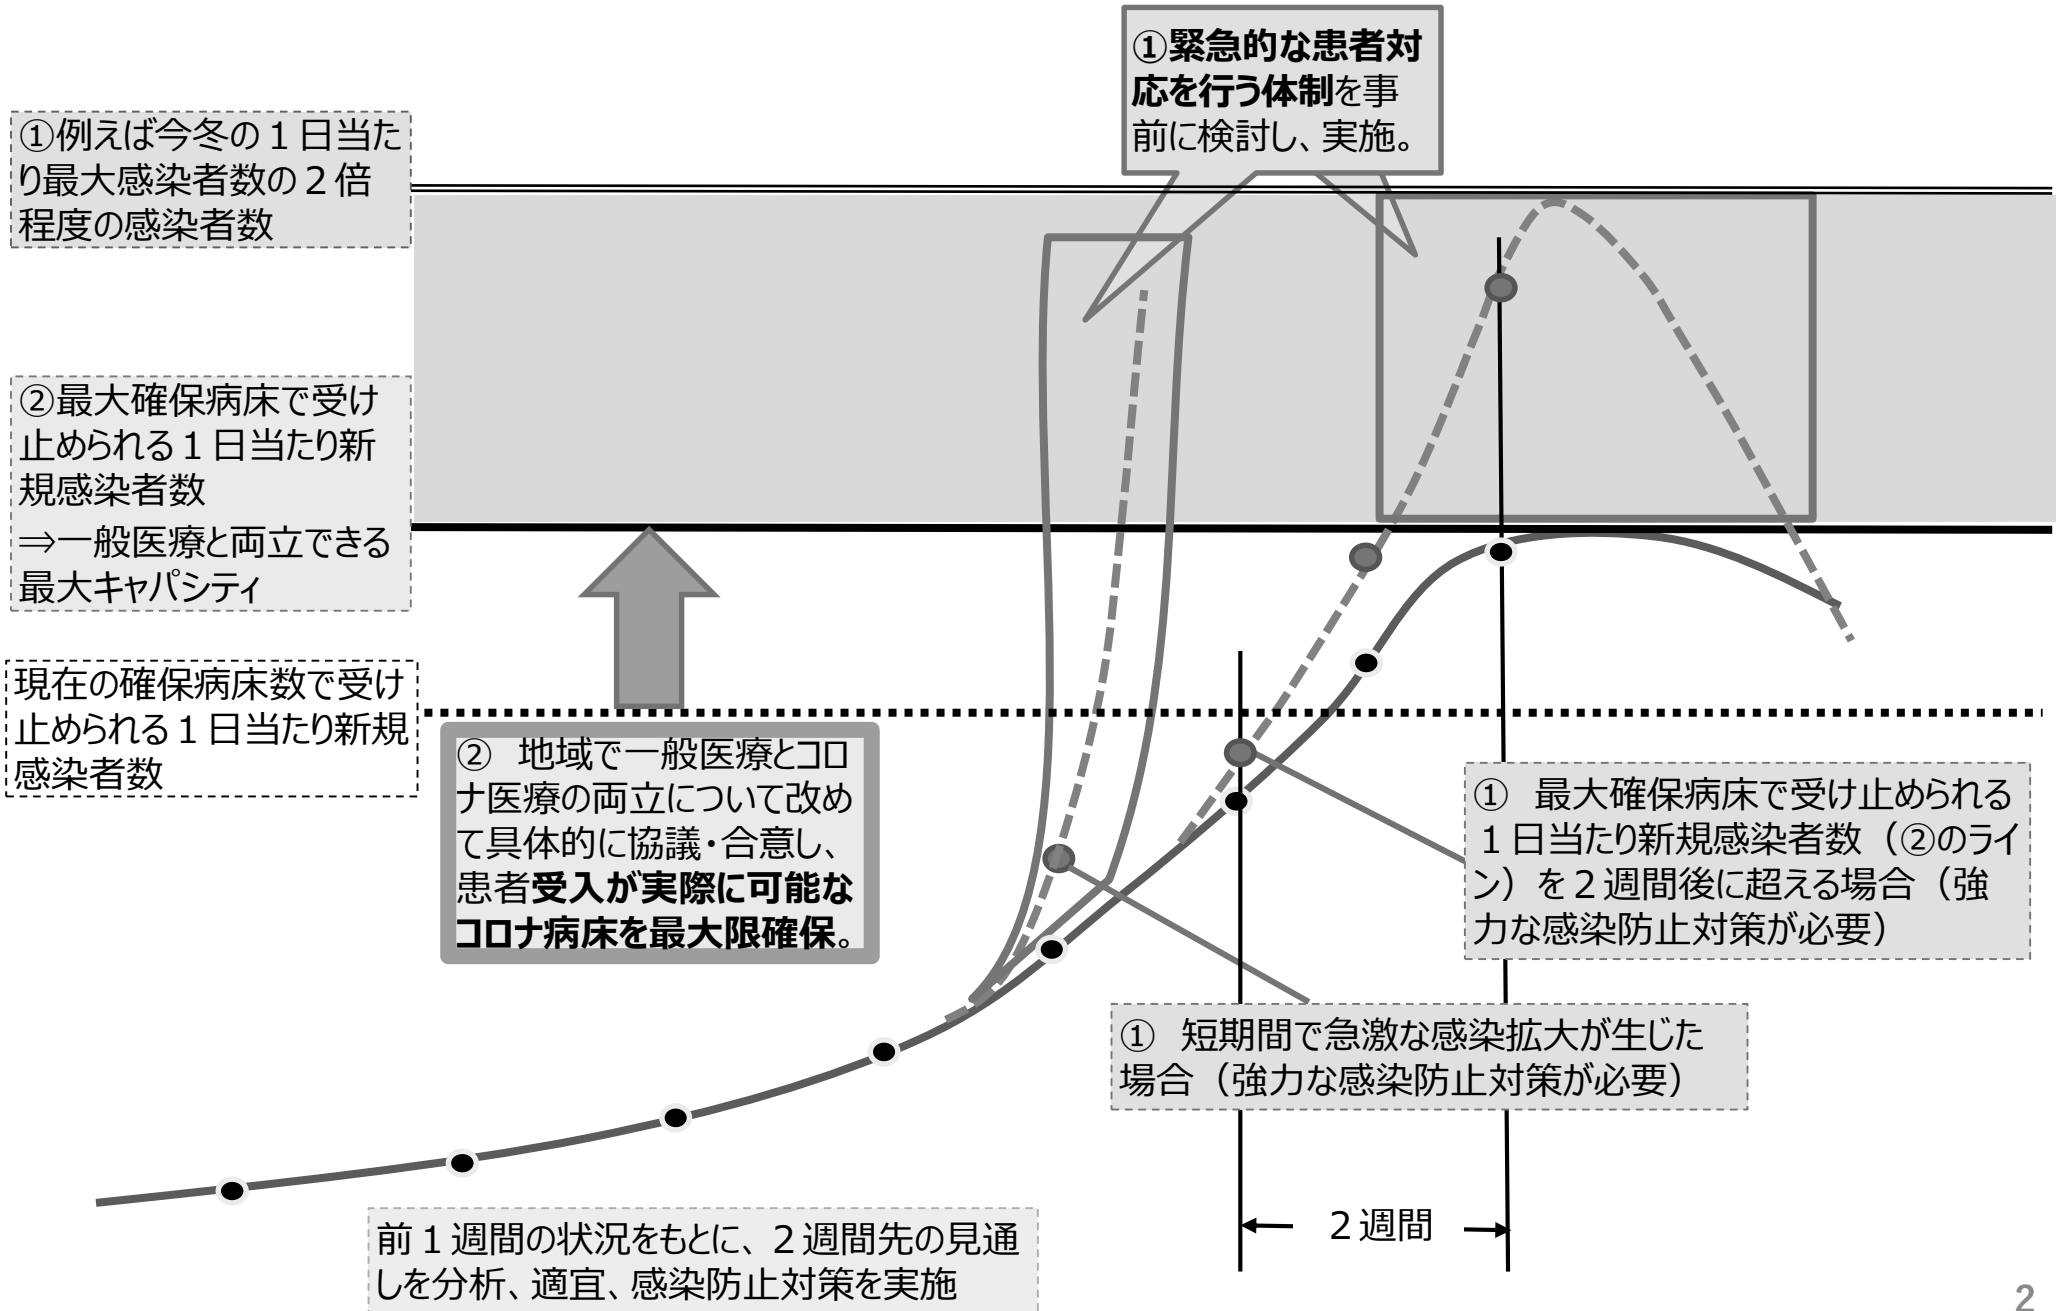 ①緊急的な患者対
応を行う体制を事
前に検討し、実施。
①例えば今冬の１日当た
り最大感染者数の２倍
程度の感染者数
②最大確保病床で受け
止められる１日当たり新
規感染者数
⇒一般医療と両立できる
最大キャパシティ
現在の確保病床数で受け
止められる１日当たり新規
感染者数
②　地域で一般医療とコロ
ナ医療の両立について改め
て具体的に協議・合意し、
患者受入が実際に可能な
コロナ病床を最大限確保。
①　最大確保病床で受け止められる
１日当たり新規感染者数（②のライ
ン）を２週間後に超える場合（強
力な感染防止対策が必要）
①　短期間で急激な感染拡大が生じた
場合（強力な感染防止対策が必要）
２週間
前１週間の状況をもとに、２週間先の見通
しを分析、適宜、感染防止対策を実施
2